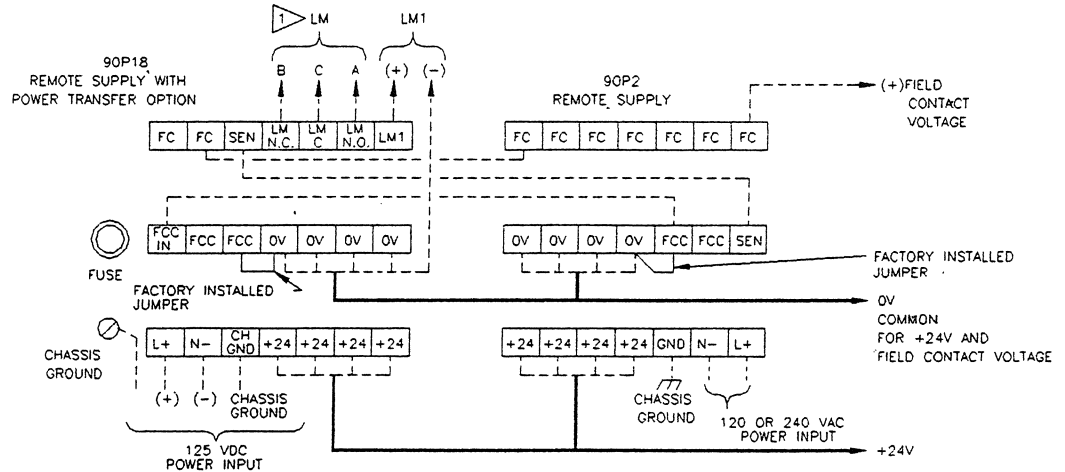 1 LM LM1
90P18
REMOTE SUPPLY WITH
POWER TRANSFER OPTION
B C A (+) (-)
90P2
REMOTE SUPPLY
(+)FIELD
CONTACT
VOLTAGE
FC FC SEN LM N.C. LM C LM N.O. LM1
FC FC FC FC FC FC FC
FUSE
FCC IN FCC FCC 0V 0V 0V 0V
0V 0V 0V 0V FCC FCC SEN
FACTORY INSTALLED
JUMPER
FACTORY INSTALLED
JUMPER
0V
COMMON
FOR +24V AND
FIELD CONTACT VOLTAGE
CHASSIS
GROUND
L+ N- CH GND +24 +24 +24 +24
+24 +24 +24 +24 GND N- L+
(+) (-) CHASSIS
GROUND
125 VDC
POWER INPUT
CHASSIS
GROUND
120 OR 240 VAC
POWER INPUT
+24V